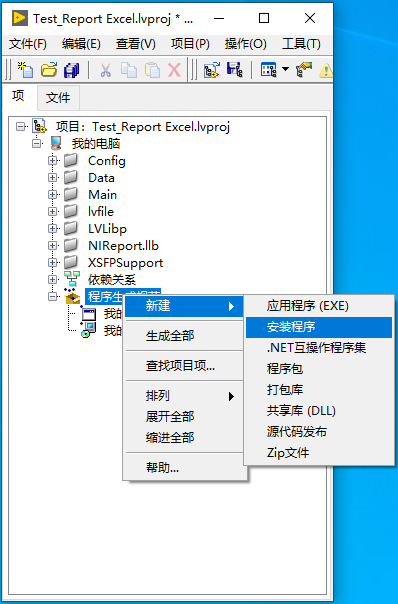 Test_Report Excel.lvproj * ...
文件(F) 编辑(E) 查看(V) 项目(P) 操作(O) 工具(T)
项 文件
项目：Test_Report Excel.lvproj
我的电脑
Config
Data
Main
lvfile
LVLibp
NIReport.llb
XSFPSupport
依赖关系
程序生成规范
我的
我的
新建
生成全部
查找项目项...
排列
展开全部
缩进全部
帮助...
应用程序 (EXE)
安装程序
.NET互操作程序集
程序包
打包库
共享库 (DLL)
源代码发布
Zip文件